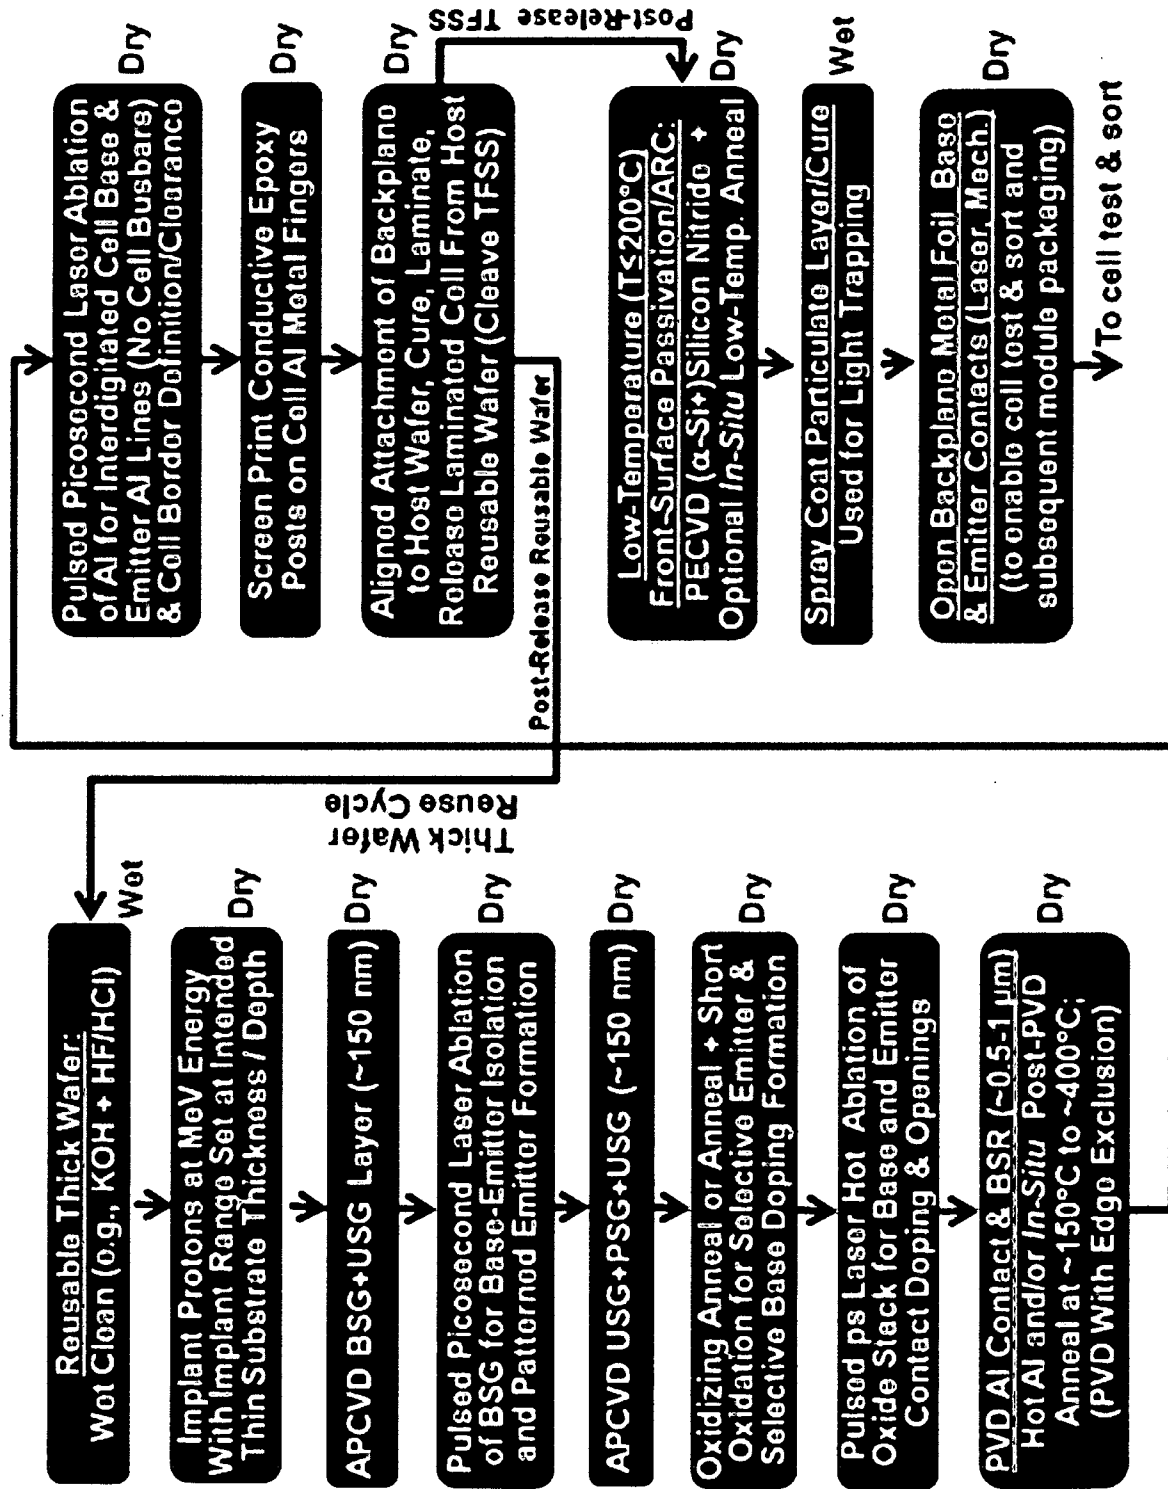 Reusable Thick Wafer:
Wet Clean (e.g., KOH + HF/HCl)
Wet
Implant Protons at MeV Energy
With Implant Range Set at Intended
Thin Substrate Thickness / Depth
Dry
APCVD BSG+USG Layer (~150 nm)
Dry
Pulsed Picosecond Laser Ablation
of BSG for Base-Emitter Isolation
and Patterned Emitter Formation
Dry
APCVD USG+PSG+USG (~150 nm)
Dry
Oxidizing Anneal or Anneal + Short
Oxidation for Selective Emitter &
Selective Base Doping Formation
Dry
Pulsed ps Laser Hot Ablation of
Oxide Stack for Base and Emitter
Contact Doping & Openings
Dry
PVD Al Contact & BSR (~0.5-1 µm)
Hot Al and/or In-Situ Post-PVD
Anneal at ~150°C to ~400°C;
(PVD With Edge Exclusion)
Dry
Thick Wafer
Reuse Cycle
Pulsed Picosecond Laser Ablation
of Al for Interdigitated Cell Base &
Emitter Al Lines (No Cell Busbars)
& Cell Border Definition/Clearance
Dry
Screen Print Conductive Epoxy
Posts on Cell Al Metal Fingers
Dry
Aligned Attachment of Backplane
to Host Wafer, Cure, Laminate,
Release Laminated Cell From Host
Reusable Wafer (Cleave TFSS)
Dry
Post-Release Reusable Wafer
Post-Release TFSS
Low-Temperature (T≤200°C)
Front-Surface Passivation/ARC:
PECVD (α-Si+)Silicon Nitride +
Optional In-Situ Low-Temp. Anneal
Dry
Spray Coat Particulate Layer/Cure
Used for Light Trapping
Wet
Open Backplane Metal Foil Base
& Emitter Contacts (Laser, Mech.)
(to enable cell test & sort and
subsequent module packaging)
Dry
To cell test & sort